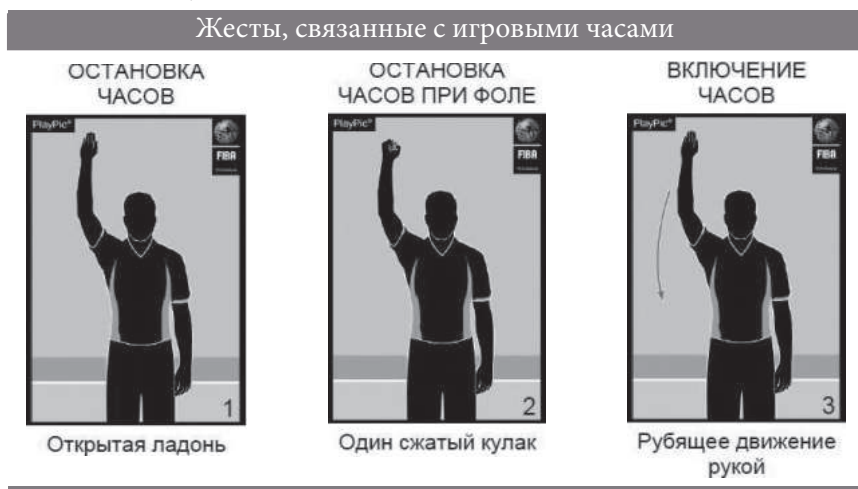 Жесты, связанные с игровыми часами
ОСТАНОВКА
ЧАСОВ
PlayPic®
FIBA
1
Открытая ладонь
ОСТАНОВКА
ЧАСОВ ПРИ ФОЛЕ
PlayPic®
FIBA
2
Один сжатый кулак
ВКЛЮЧЕНИЕ
ЧАСОВ
PlayPic®
FIBA
3
Рубящее движение
рукой